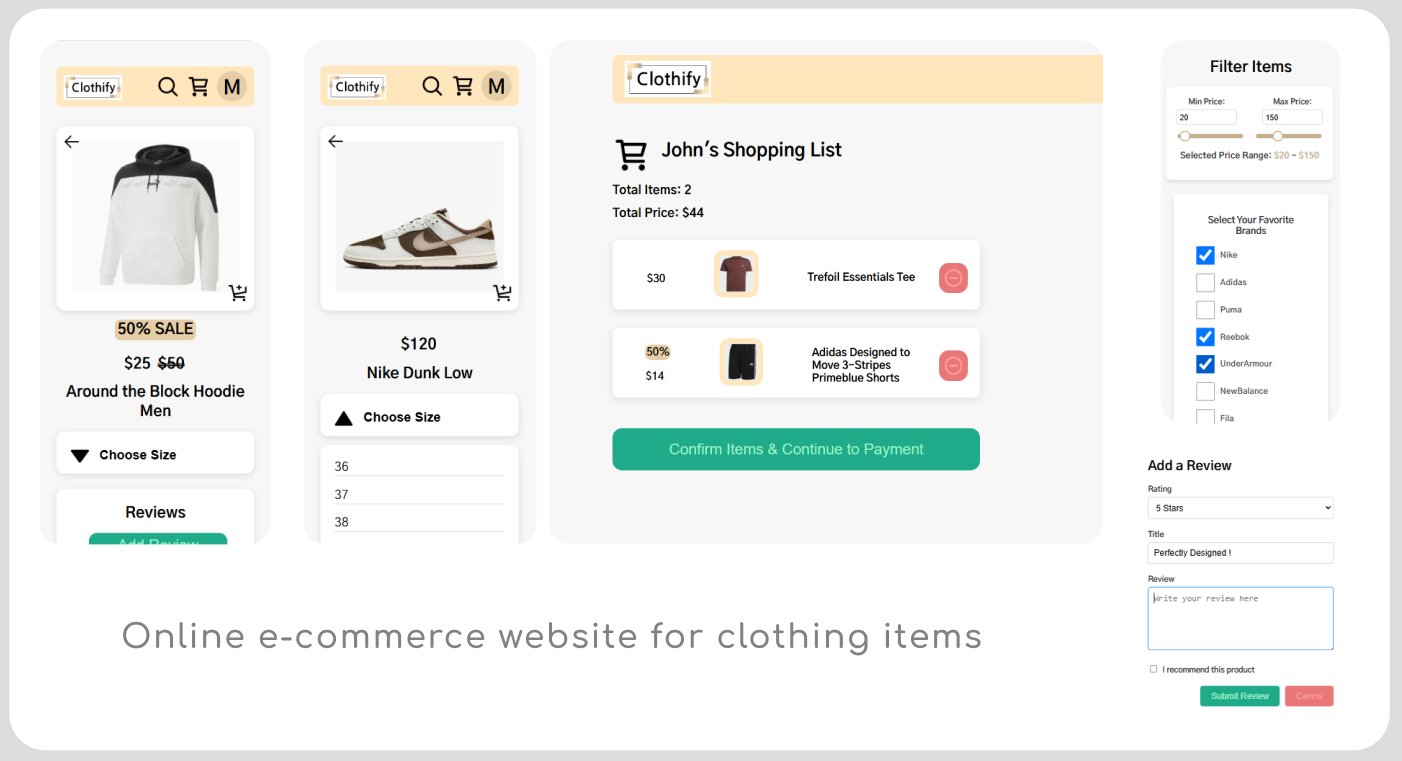 Clothify
M
50% SALE
$25 $50
Around the Block Hoodie
Men
Choose Size
Reviews
Add Review
Clothify
M
$120
Nike Dunk Low
Choose Size
36
37
38
Clothify
John's Shopping List
Total Items: 2
Total Price: $44
$30
Trefoil Essentials Tee
50%
$14
Adidas Designed to
Move 3-Stripes
Primeblue Shorts
Confirm Items & Continue to Payment
Filter Items
Min Price: Max Price:
20 150
Selected Price Range: $20 - $150
Select Your Favorite
Brands
Nike
Adidas
Puma
Reebok
UnderArmour
NewBalance
Fila
Add a Review
Rating
5 Stars
Title
Perfectly Designed !
Review
Write your review here
I recommend this product
Submit Review Cancel
Online e-commerce website for clothing items